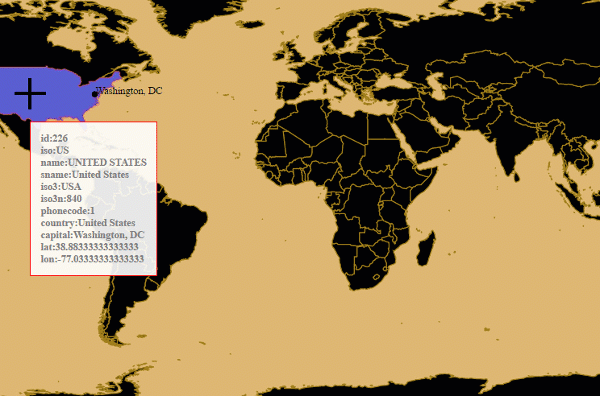 Washington, DC
id:226
iso:US
name:UNITED STATES
sname:United States
iso3:USA
iso3n:840
phonecode:1
country:United States
capital:Washington, DC
lat:38.88333333333333
lon:-77.03333333333333